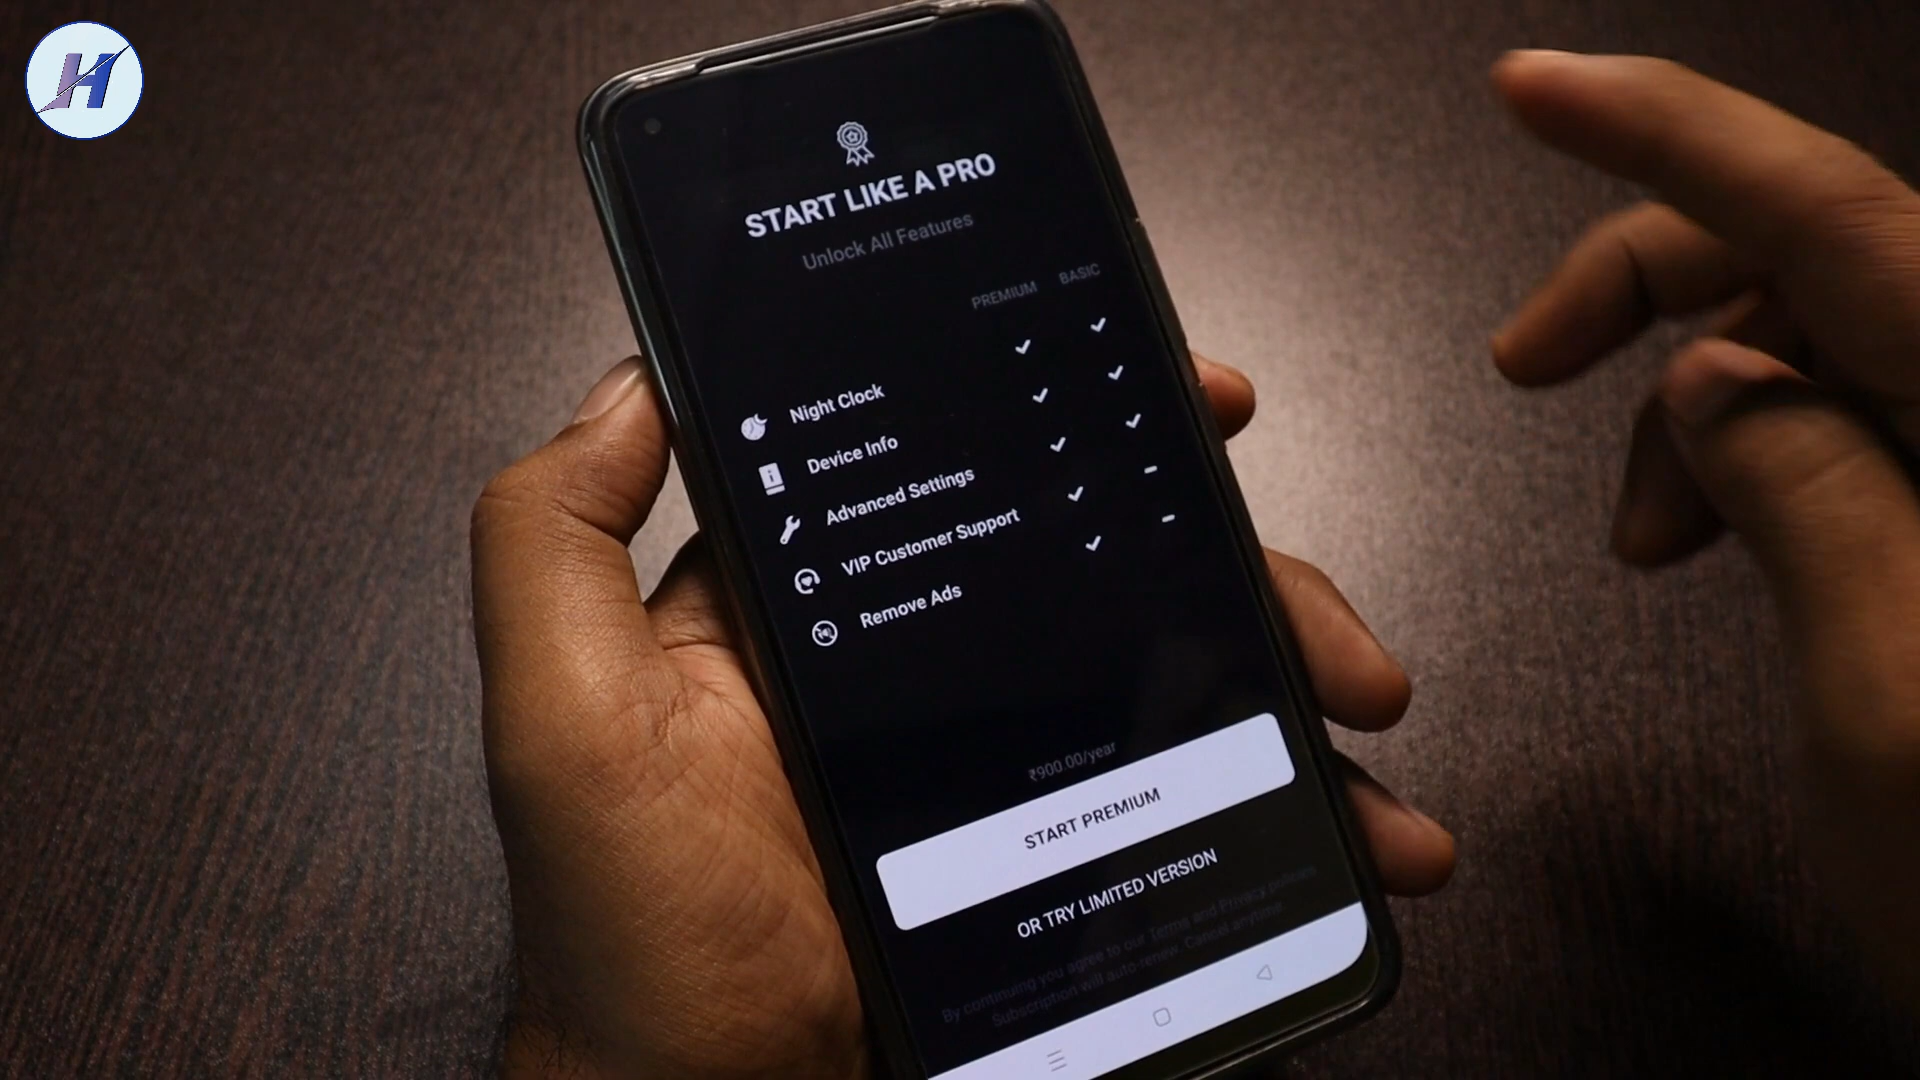 H
START LIKE A PRO
Unlock All Features
PREMIUM BASIC
Night Clock
Device Info
Advanced Settings
VIP Customer Support
Remove Ads
₹900.00/year
START PREMIUM
OR TRY LIMITED VERSION
By continuing you agree to our Terms and Privacy policies
Subscription will auto-renew. Cancel anytime.